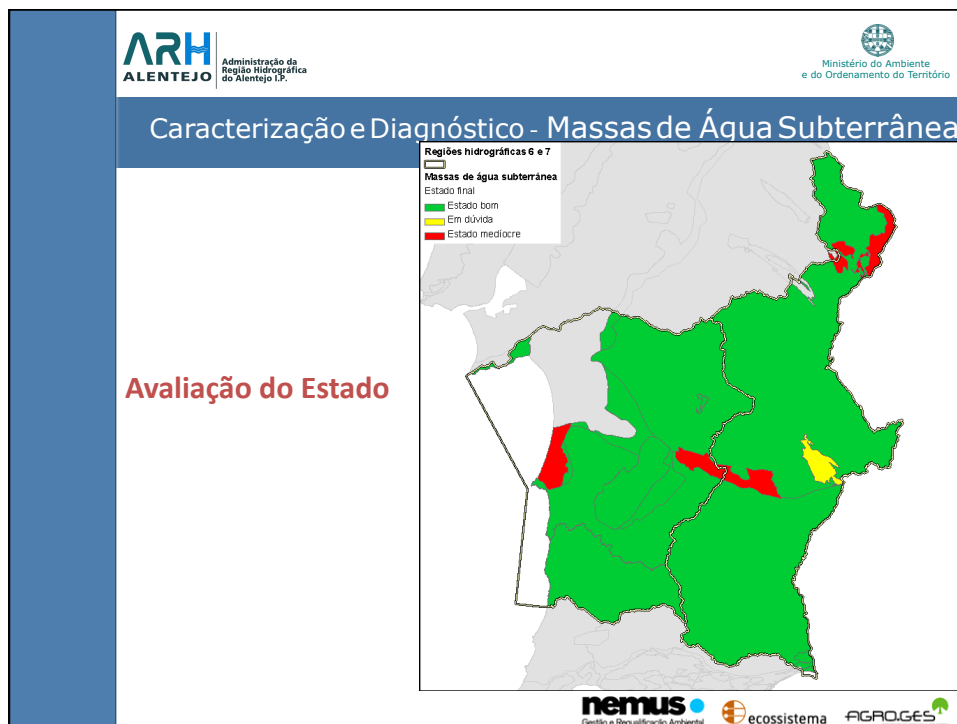 ARH
ALENTEJO
Administração da
Região Hidrográfica
do Alentejo I.P.
Ministério do Ambiente
e do Ordenamento do Território
Caracterização e Diagnóstico - Massas de Água Subterrânea
Regiões hidrográficas 6 e 7
Massas de água subterrânea
Estado final
Estado bom
Em dúvida
Estado medíocre
Avaliação do Estado
nemus
Gestão e Requalificação Ambiental
ecossistema
AGRO.GES